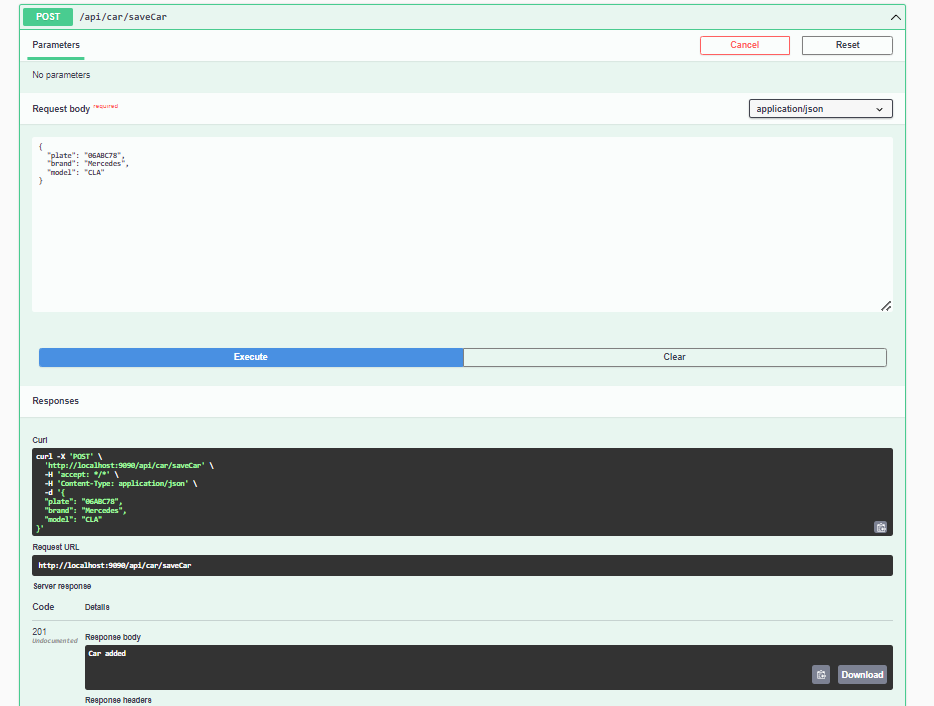 POST /api/car/saveCar
Parameters
Cancel
Reset
No parameters
Request body required
application/json
{
"plate": "06ABC78",
"brand": "Mercedes",
"model": "CLA"
}
Execute
Clear
Responses
Curl
curl -X 'POST' \
'http://localhost:9090/api/car/saveCar' \
-H 'accept: */*' \
-H 'Content-Type: application/json' \
-d '{
"plate": "06ABC78",
"brand": "Mercedes",
"model": "CLA"
}'
Request URL
http://localhost:9090/api/car/saveCar
Server response
Code Details
201
Undocumented
Response body
Car added
Download
Response headers